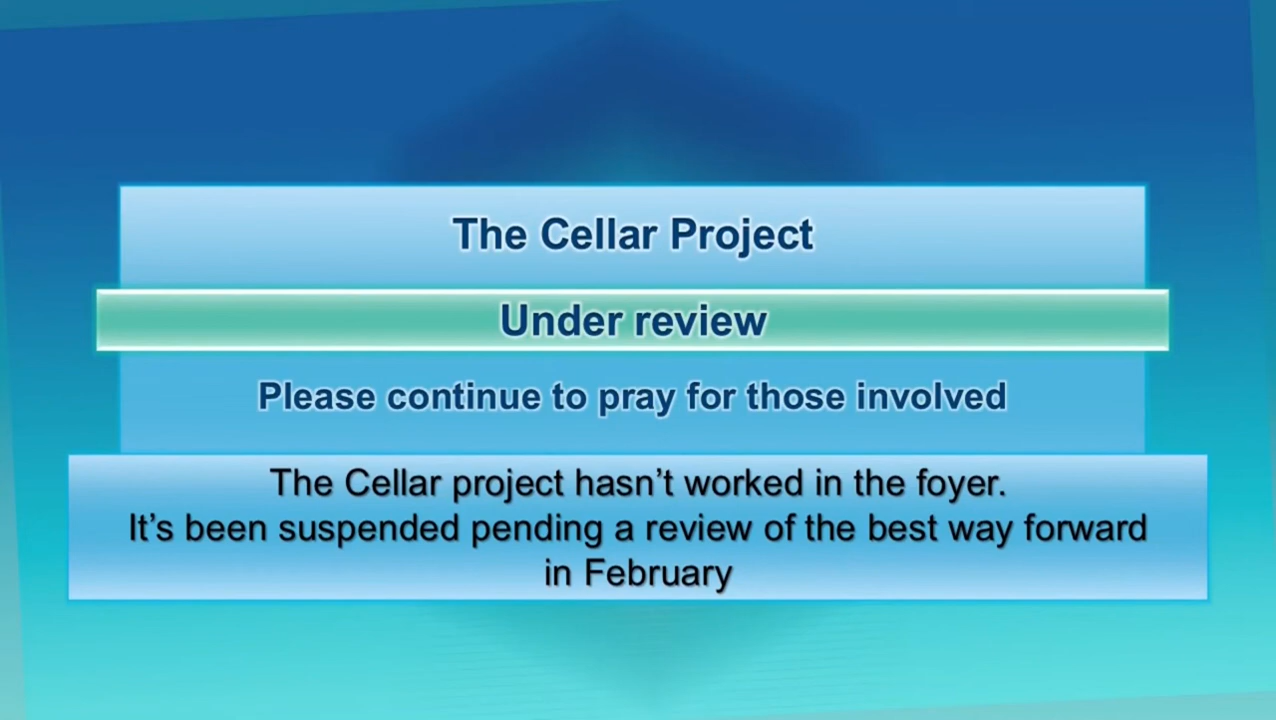 The Cellar Project
Under review
Please continue to pray for those involved
The Cellar project hasn’t worked in the foyer.
It’s been suspended pending a review of the best way forward
in February